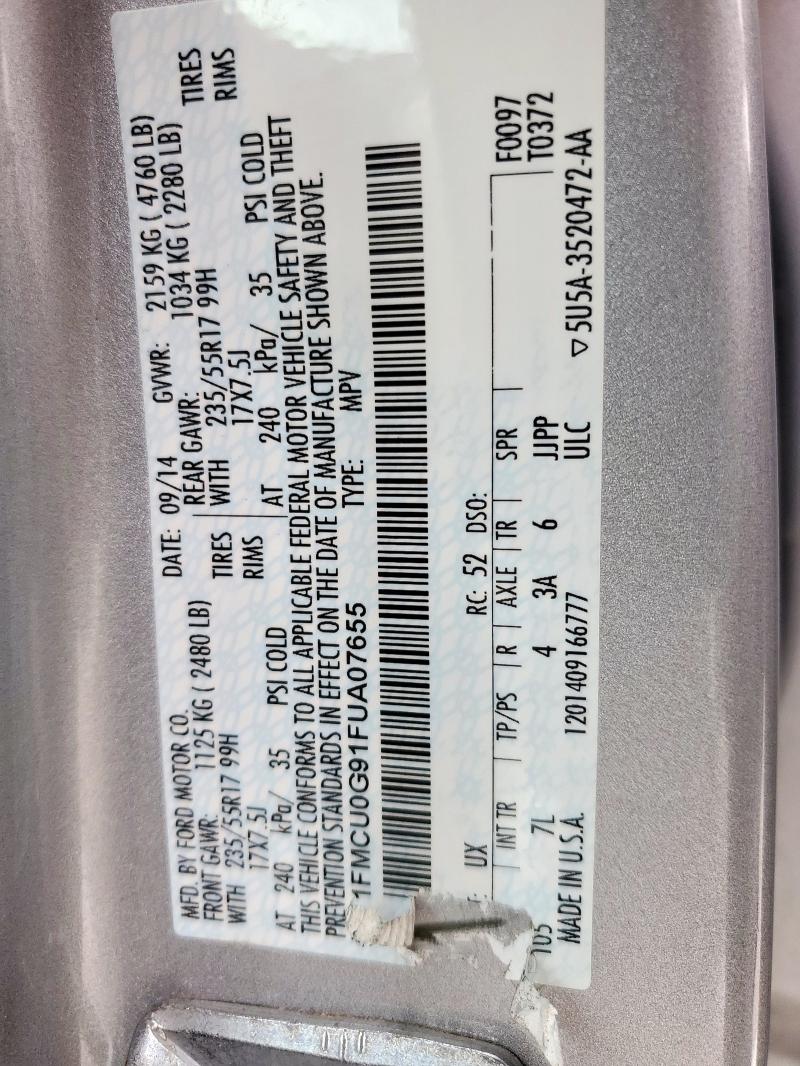 MFD. BY FORD MOTOR CO. DATE: 09/14 GVWR: 2159 KG ( 4760 LB)
FRONT GAWR: 1125 KG ( 2480 LB) REAR GAWR: 1034 KG ( 2280 LB)
WITH 235/55R17 99H TIRES WITH 235/55R17 99H TIRES
17X7.5J RIMS 17X7.5J RIMS
AT 240 kPa/ 35 PSI COLD AT 240 kPa/ 35 PSI COLD
THIS VEHICLE CONFORMS TO ALL APPLICABLE FEDERAL MOTOR VEHICLE SAFETY AND THEFT
PREVENTION STANDARDS IN EFFECT ON THE DATE OF MANUFACTURE SHOWN ABOVE.
1FMCU0G91FUA07655 TYPE: MPV
UX RC: 52 DSO:
INT TR TP/PS R AXLE TR SPR F0097
105 7L 4 3A 6 JJPP T0372
MADE IN U.S.A. 1201409166777 ULC ▽5U5A-3520472-AA